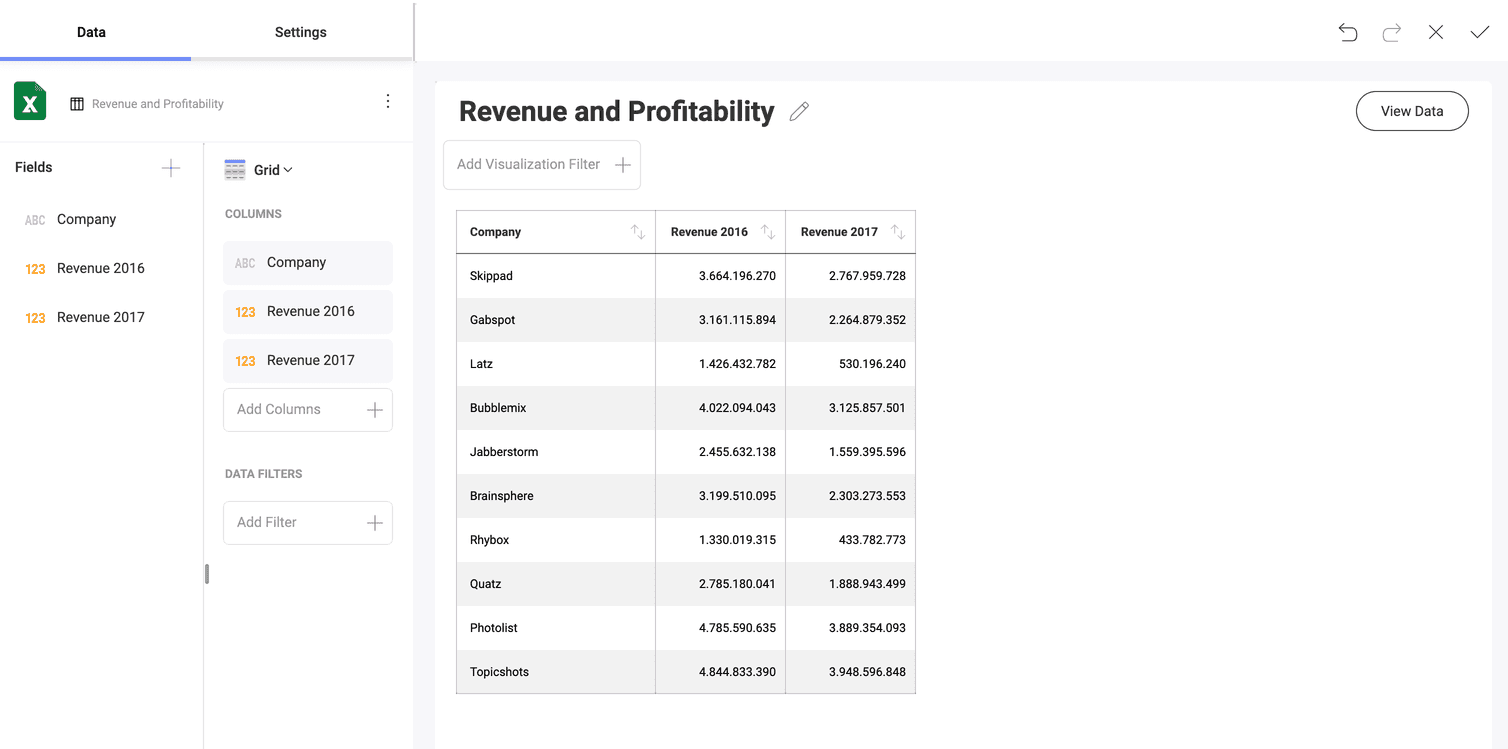 Data Settings
X Revenue and Profitability
Fields
ABC Company
123 Revenue 2016
123 Revenue 2017
Grid
COLUMNS
ABC Company
123 Revenue 2016
123 Revenue 2017
Add Columns
DATA FILTERS
Add Filter
Revenue and Profitability
View Data
Add Visualization Filter
Company Revenue 2016 Revenue 2017
Skippad 3.664.196.270 2.767.959.728
Gabspot 3.161.115.894 2.264.879.352
Latz 1.426.432.782 530.196.240
Bubblemix 4.022.094.043 3.125.857.501
Jabberstorm 2.455.632.138 1.559.395.596
Brainsphere 3.199.510.095 2.303.273.553
Rhybox 1.330.019.315 433.782.773
Quatz 2.785.180.041 1.888.943.499
Photolist 4.785.590.635 3.889.354.093
Topicshots 4.844.833.390 3.948.596.848